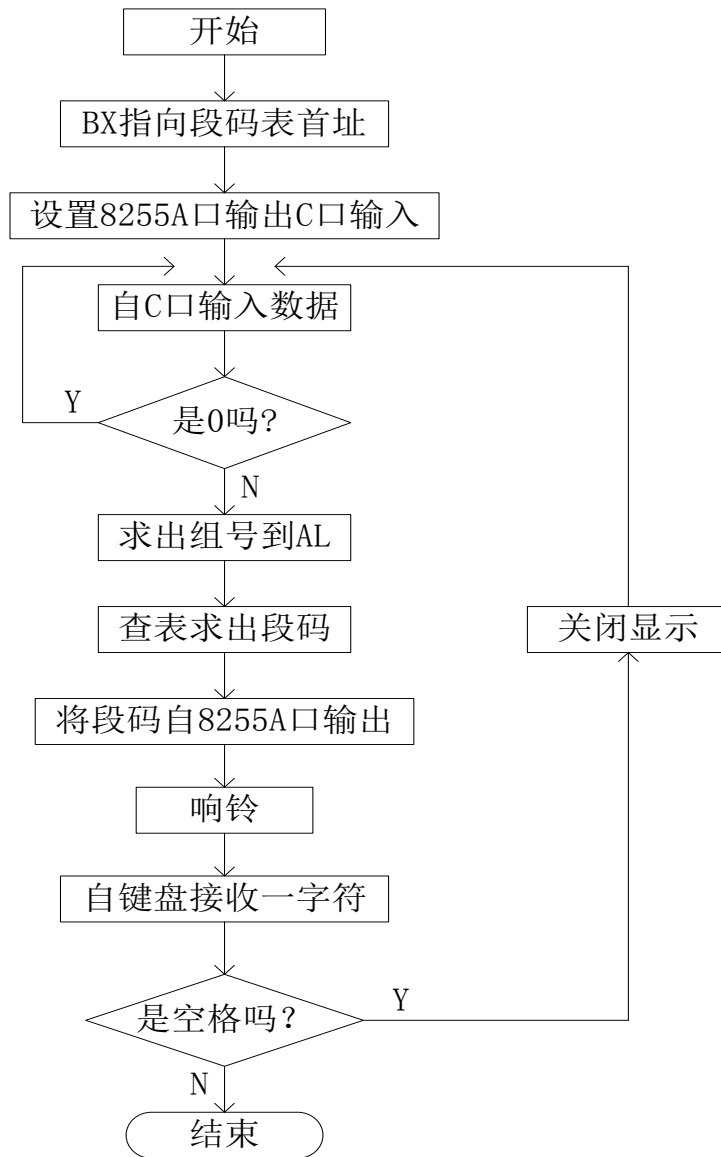 开始
BX指向段码表首址
设置8255A口输出C口输入
自C口输入数据
Y
是0吗?
N
求出组号到AL
查表求出段码
关闭显示
将段码自8255A口输出
响铃
自键盘接收一字符
是空格吗?
Y
N
结束